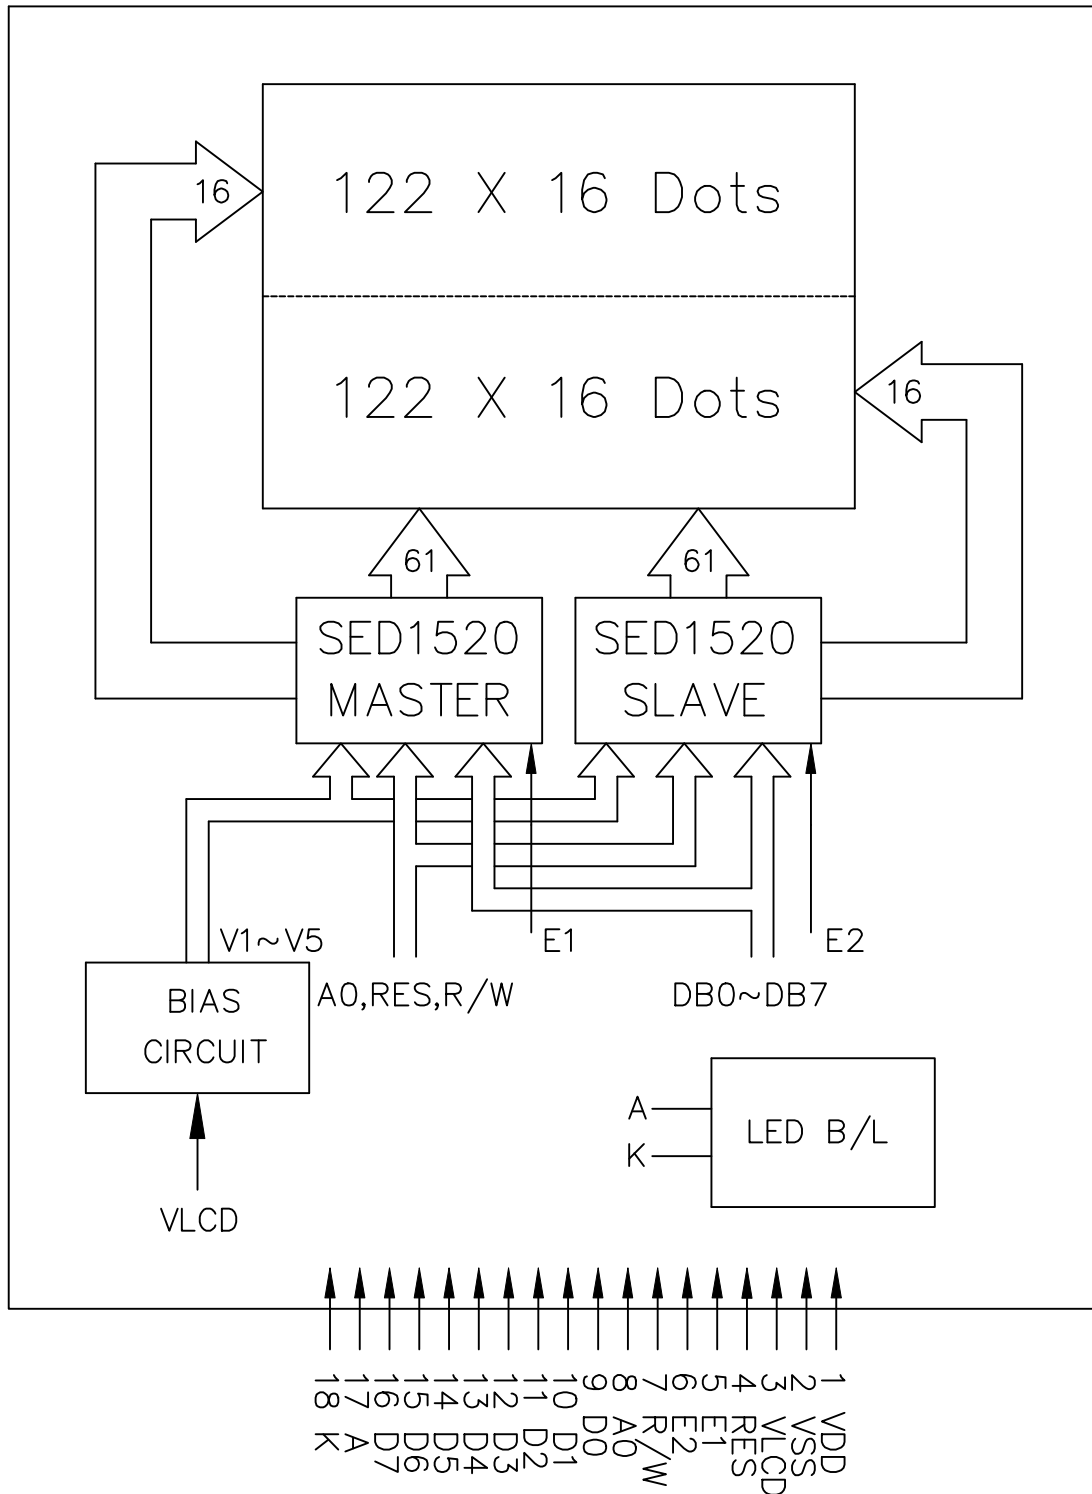 122 X 16 Dots
16
122 X 16 Dots
16
61
61
SED1520
MASTER
SED1520
SLAVE
V1~V5
E1
E2
BIAS
CIRCUIT
A0,RES,R/W
DB0~DB7
A
K
LED B/L
VLCD
1 VDD
2 VSS
3 VLCD
4 RES
5 E1
6 E2
7 R/W
8 A0
9 D0
10 D1
11 D2
12 D3
13 D4
14 D5
15 D6
16 D7
17 A
18 K